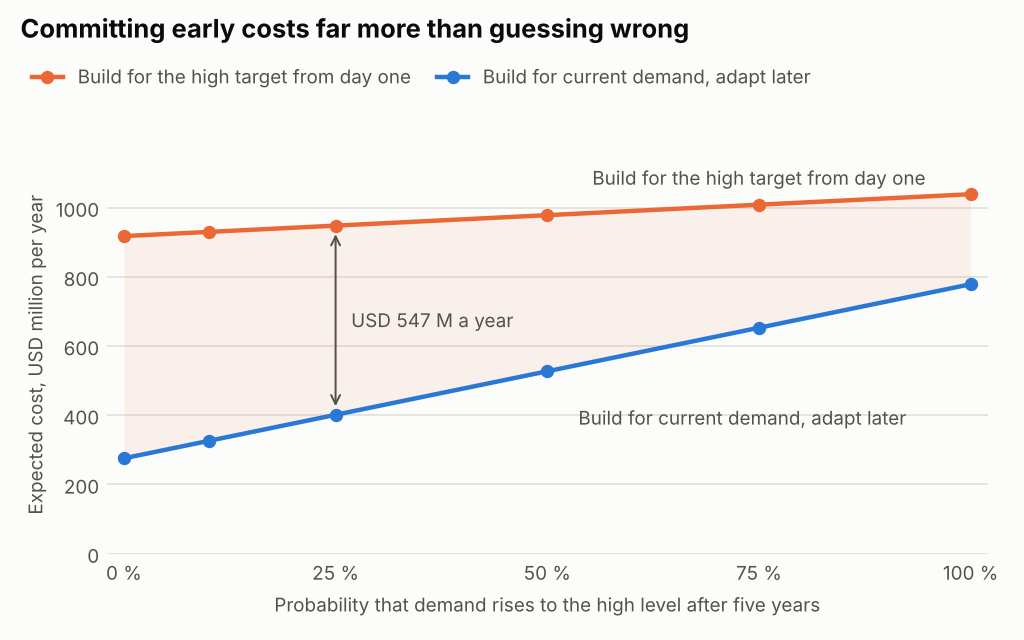 Committing early costs far more than guessing wrong
Build for the high target from day one
Build for current demand, adapt later
Build for the high target from day one
Expected cost, USD million per year
1000
800
600
400
200
0
USD 547 M a year
Build for current demand, adapt later
0 %
25 %
50 %
75 %
100 %
Probability that demand rises to the high level after five years